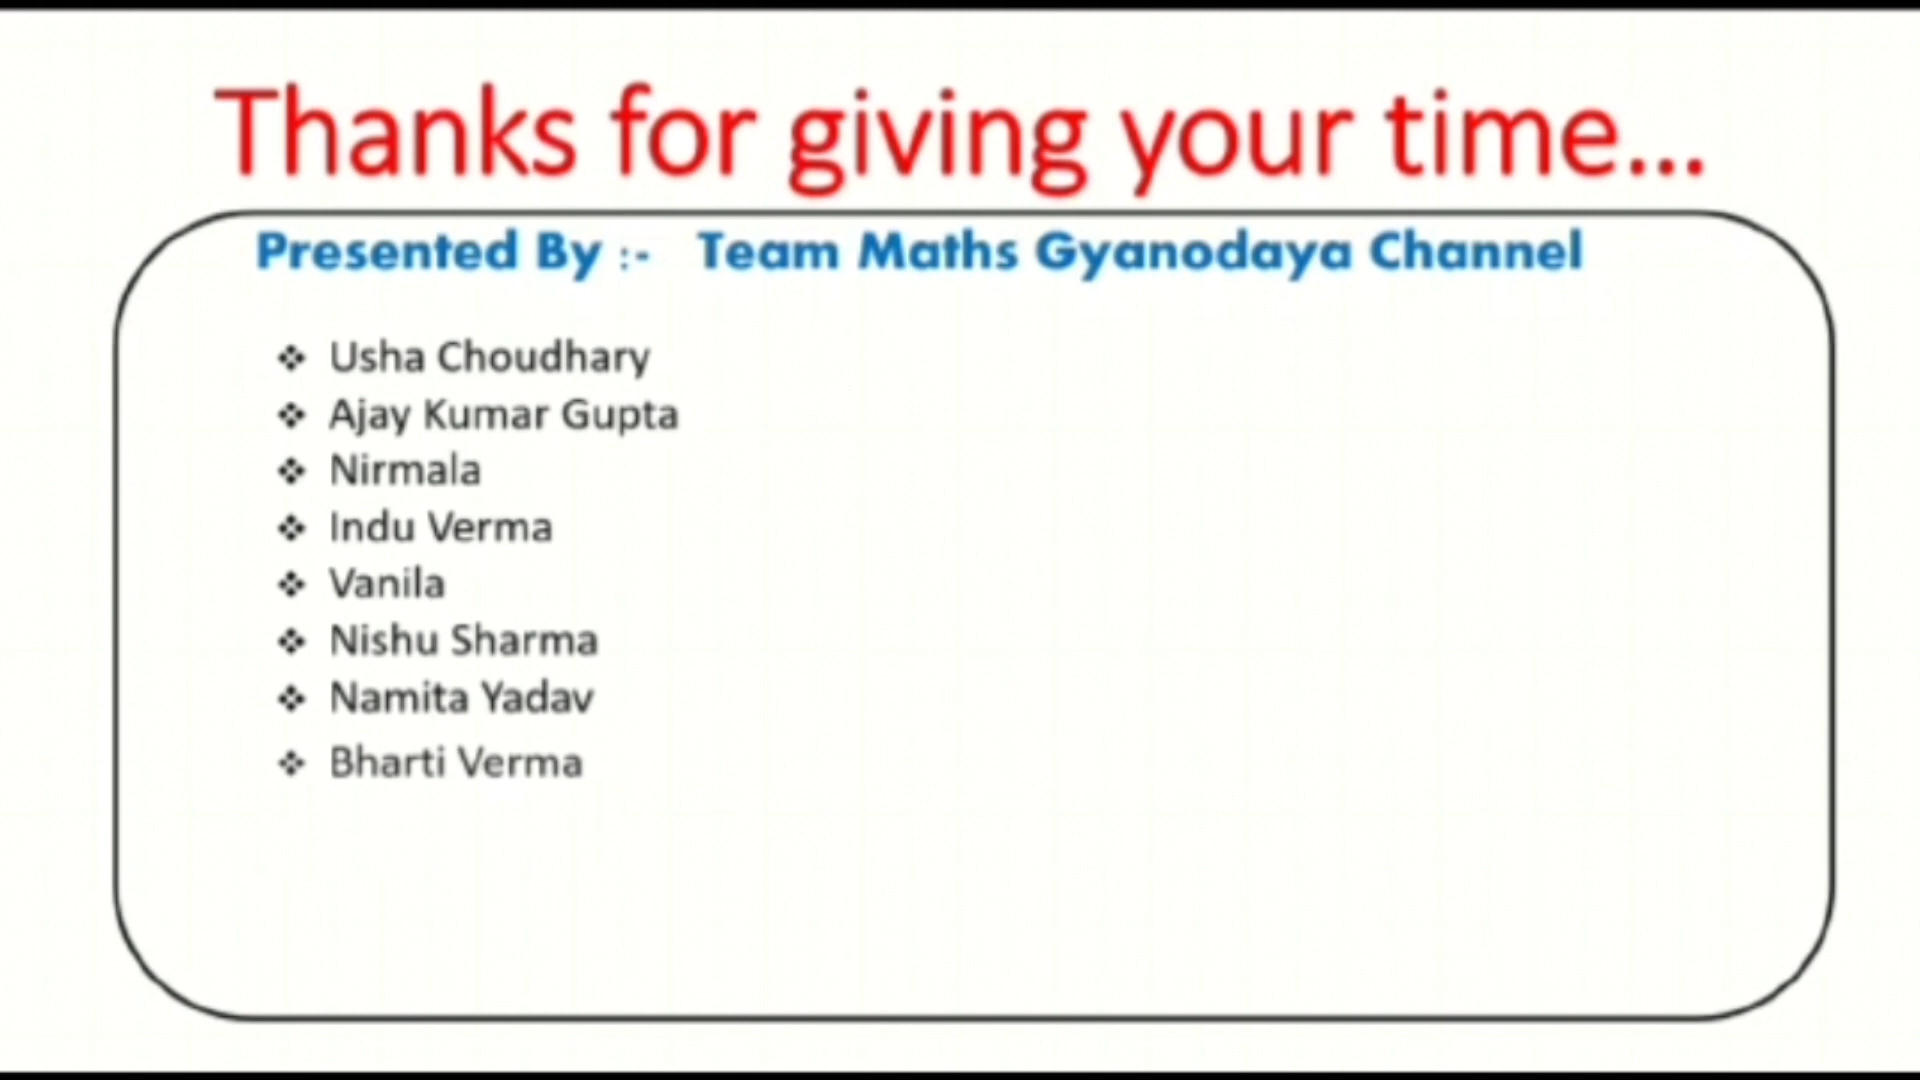 Thanks for giving your time...
Presented By :- Team Maths Gyanodaya Channel
❖ Usha Choudhary
❖ Ajay Kumar Gupta
❖ Nirmala
❖ Indu Verma
❖ Vanila
❖ Nishu Sharma
❖ Namita Yadav
❖ Bharti Verma